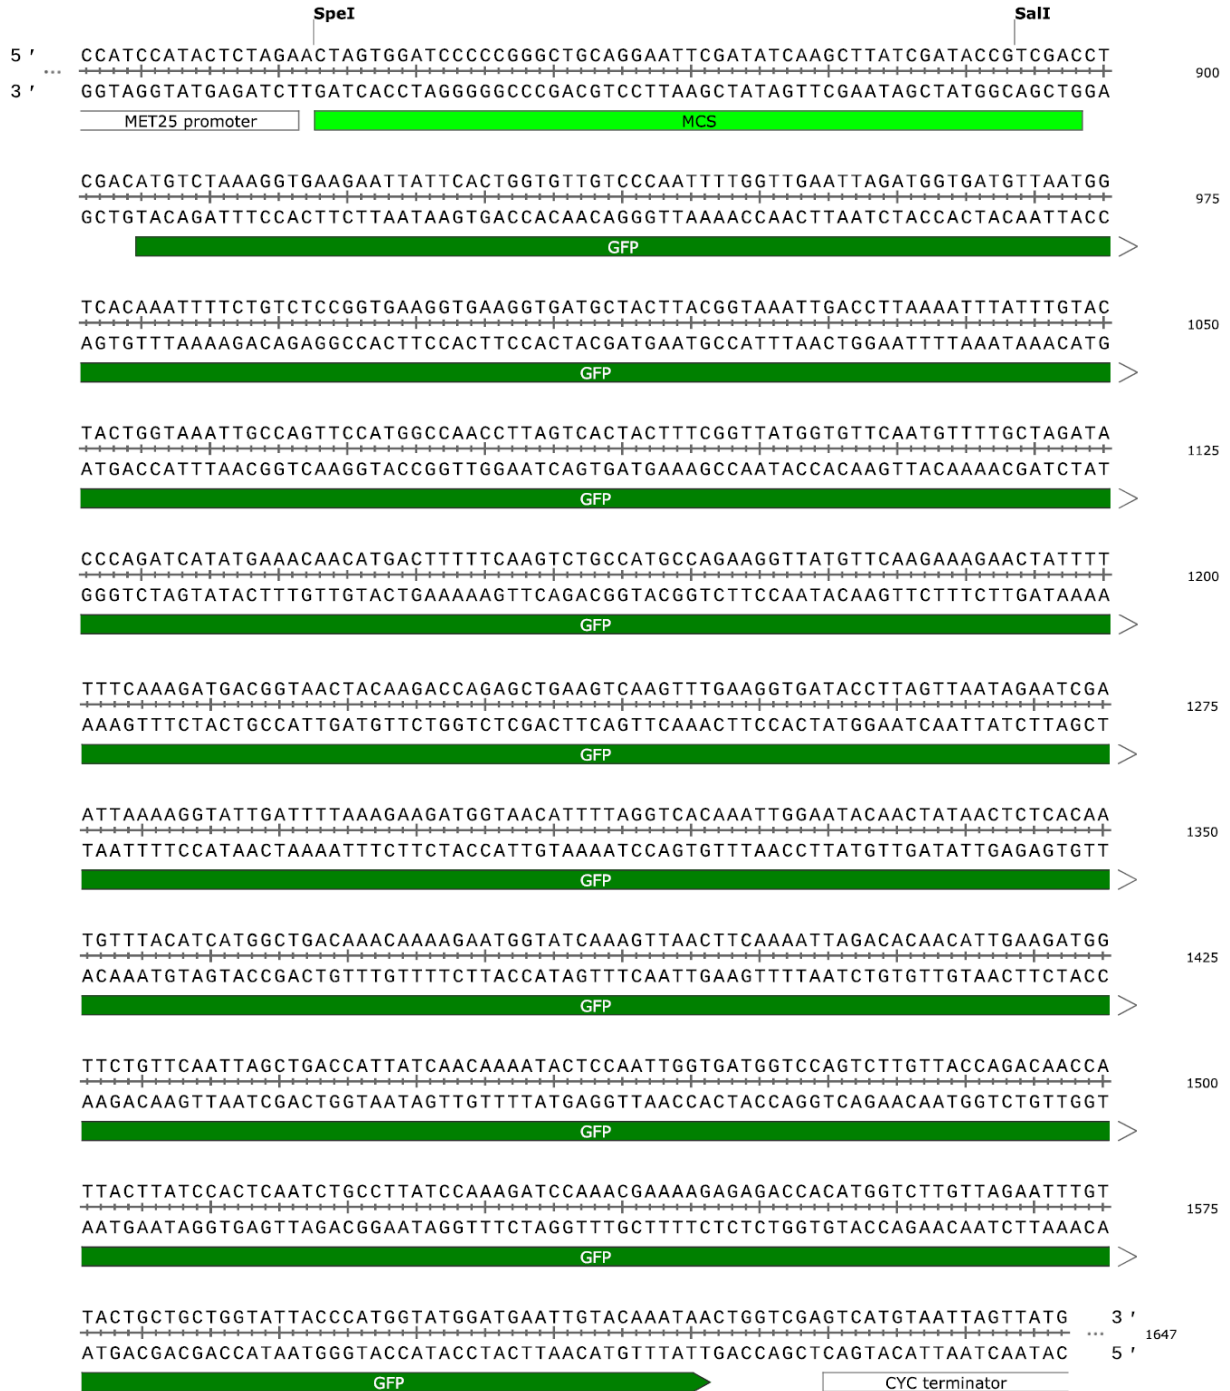 SpeI SalI
5 ' CCATCCATACTCTAGAACTAGTGGATCCCCCGGGCTGCAGGAATTCGATATCAAGCTTATCGATACCGTCGACCT
... 900
3 ' GGTAGGTATGAGATCTTGATCACCTAGGGGGCCCGACGTCCTTAAGCTATAGTTCGAATAGCTATGGCAGCTGGA
MET25 promoter MCS
CGACATGTCTAAAGGTGAAGAATTATTCACTGGTGTTGTCCCAATTTTGGTTGAATTAGATGGTGATGTTAATGG
975
GCTGTACAGATTTCCACTTCTTAATAAGTGACCACAACAGGGTTAAAACCAACTTAATCTACCACTACAATTACC
GFP
TCACAAATTTTCTGTCTCCGGTGAAGGTGAAGGTGATGCTACTTACGGTAAATTGACCTTAAAATTTATTTGTAC
1050
AGTGTTTAAAAGACAGAGGCCACTTCCACTTCCACTACGATGAATGCCATTTAACTGGAATTTTAAATAAACATG
GFP
TACTGGTAAATTGCCAGTTCCATGGCCAACCTTAGTCACTACTTTCGGTTATGGTGTTCAATGTTTTGCTAGATA
1125
ATGACCATTTAACGGTCAAGGTACCGGTTGGAATCAGTGATGAAAGCCAATACCACAAGTTACAAAACGATCTAT
GFP
CCCAGATCATATGAAACAACATGACTTTTTCAAGTCTGCCATGCCAGAAGGTTATGTTCAAGAAAGAACTATTTT
1200
GGGTCTAGTATACTTTGTTGTACTGAAAAAGTTCAGACGGTACGGTCTTCCAATACAAGTTCTTTCTTGATAAAA
GFP
TTTCAAAGATGACGGTAACTACAAGACCAGAGCTGAAGTCAAGTTTGAAGGTGATACCTTAGTTAATAGAATCGA
1275
AAAGTTTCTACTGCCATTGATGTTCTGGTCTCGACTTCAGTTCAAACTTCCACTATGGAATCAATTATCTTAGCT
GFP
ATTAAAAGGTATTGATTTTAAAGAAGATGGTAACATTTTAGGTCACAAATTGGAATACAACTATAACTCTCACAA
1350
TAATTTTCCATAACTAAAATTTCTTCTACCATTGTAAAATCCAGTGTTTAACCTTATGTTGATATTGAGAGTGTT
GFP
TGTTTACATCATGGCTGACAAACAAAAGAATGGTATCAAAGTTAACTTCAAAATTAGACACAACATTGAAGATGG
1425
ACAAATGTAGTACCGACTGTTTGTTTTCTTACCATAGTTTCAATTGAAGTTTTAATCTGTGTTGTAACTTCTACC
GFP
TTCTGTTCAATTAGCTGACCATTATCAACAAAATACTCCAATTGGTGATGGTCCAGTCTTGTTACCAGACAACCA
1500
AAGACAAGTTAATCGACTGGTAATAGTTGTTTTATGAGGTTAACCACTACCAGGTCAGAACAATGGTCTGTTGGT
GFP
TTACTTATCCACTCAATCTGCCTTATCCAAAGATCCAAACGAAAAGAGAGACCACATGGTCTTGTTAGAATTTGT
1575
AATGAATAGGTGAGTTAGACGGAATAGGTTTCTAGGTTTGCTTTTCTCTCTGGTGTACCAGAACAATCTTAAACA
GFP
TACTGCTGCTGGTATTACCCATGGTATGGATGAATTGTACAAATAACTGGTCGAGTCATGTAATTAGTTATG 3 '
... 1647
ATGACGACGACCATAATGGGTACCATACCTACTTAACATGTTTATTGACCAGCTCAGTACATTAATCAATAC 5 '
GFP CYC terminator